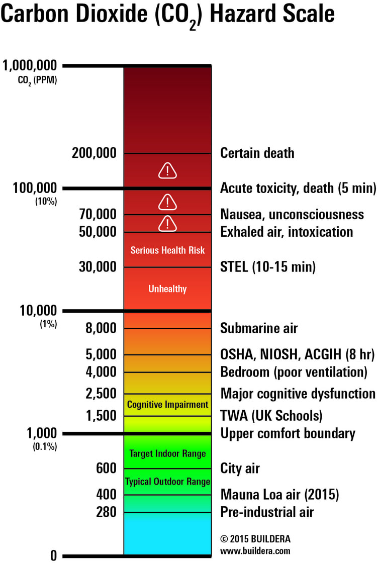 Carbon Dioxide (CO2) Hazard Scale
1,000,000
CO2 (PPM)
200,000 Certain death
100,000 Acute toxicity, death (5 min)
(10%)
70,000 Nausea, unconsciousness
50,000 Exhaled air, intoxication
Serious Health Risk
30,000 STEL (10-15 min)
Unhealthy
10,000
(1%)
8,000 Submarine air
5,000 OSHA, NIOSH, ACGIH (8 hr)
4,000 Bedroom (poor ventilation)
2,500 Major cognitive dysfunction
Cognitive Impairment
1,500 TWA (UK Schools)
1,000 Upper comfort boundary
(0.1%)
Target Indoor Range
600 City air
Typical Outdoor Range
400 Mauna Loa air (2015)
280 Pre-industrial air
© 2015 BUILDERA
www.buildera.com
0